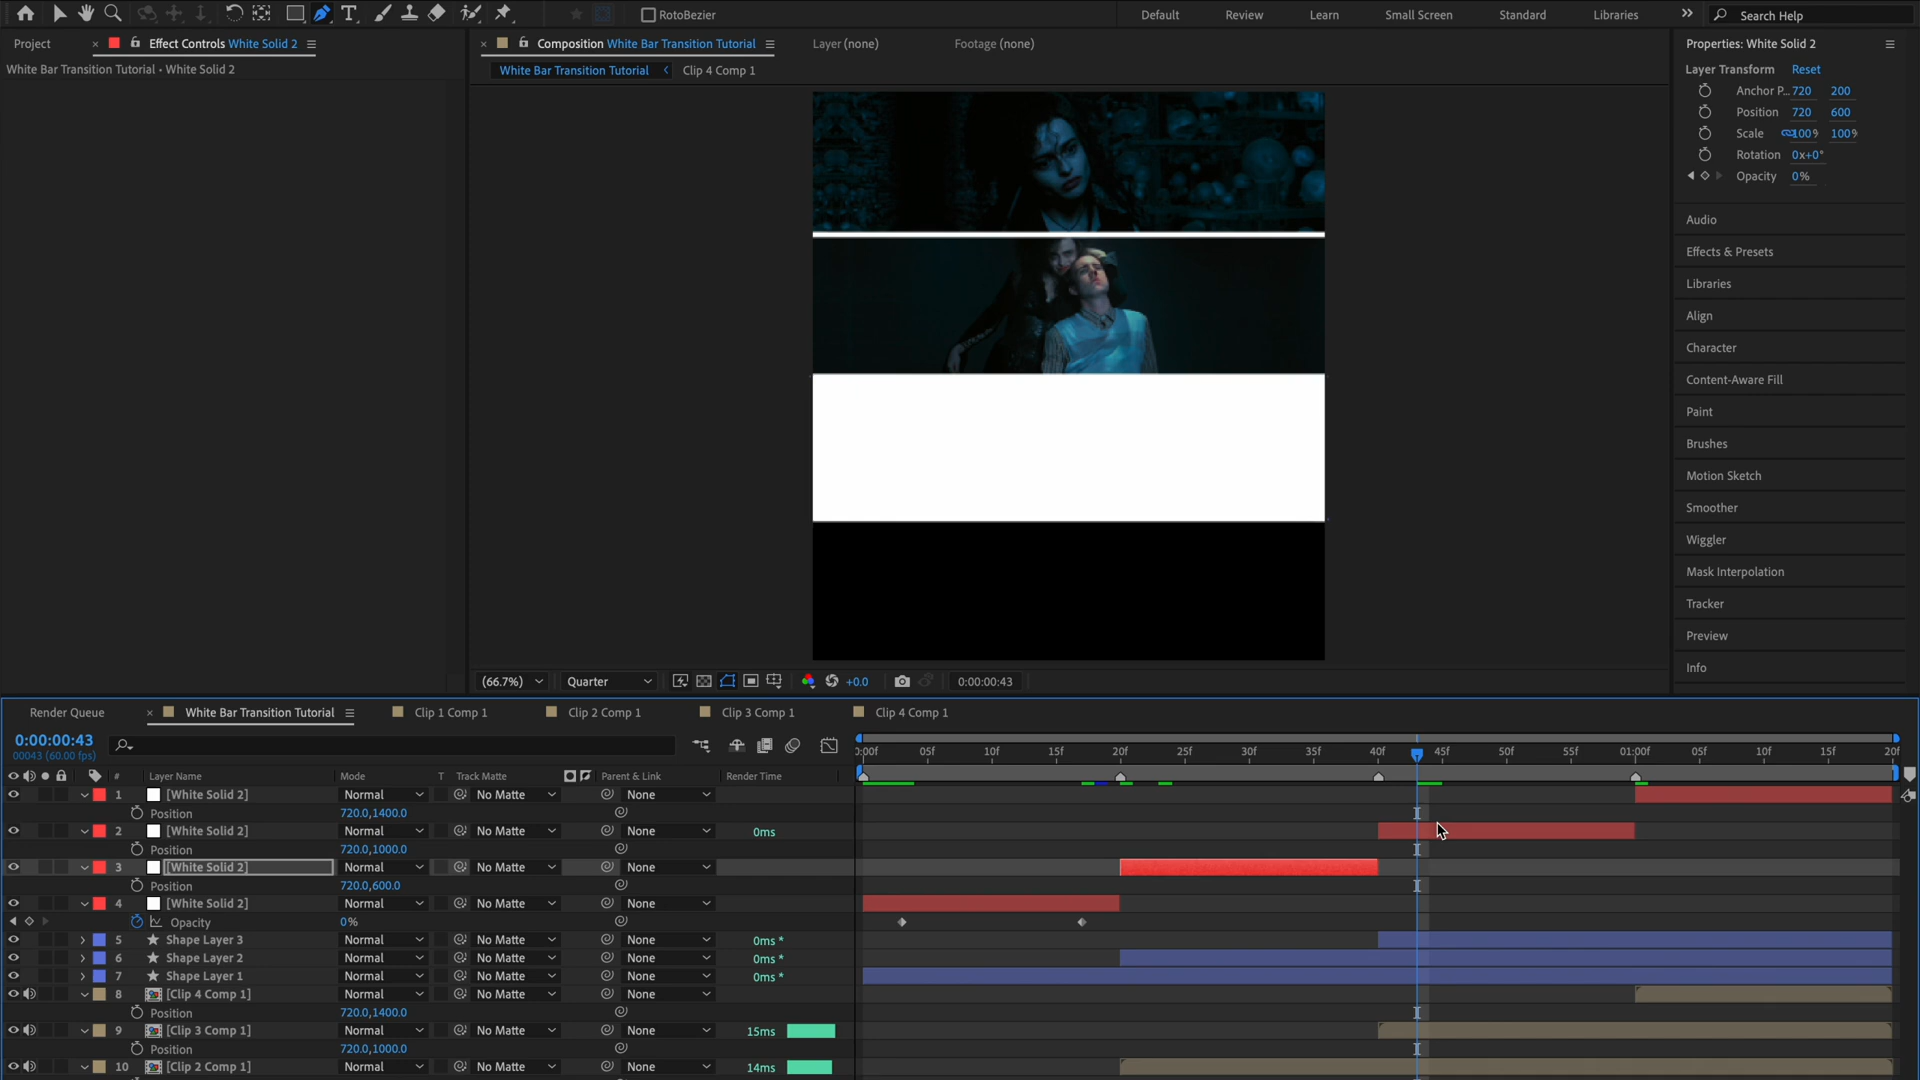 RotoBezier
Default
Review
Learn
Small Screen
Standard
Libraries
Search Help
Project
Effect Controls White Solid 2
White Bar Transition Tutorial • White Solid 2
Composition White Bar Transition Tutorial
Layer (none)
Footage (none)
White Bar Transition Tutorial
Clip 4 Comp 1
Properties: White Solid 2
Layer Transform Reset
Anchor P... 720 200
Position 720 600
Scale 100% 100%
Rotation 0x+0°
Opacity 0%
Audio
Effects & Presets
Libraries
Align
Character
Content-Aware Fill
Paint
Brushes
Motion Sketch
Smoother
Wiggler
Mask Interpolation
Tracker
Preview
Info
(66.7%) Quarter +0.0 0:00:00:43
Render Queue
White Bar Transition Tutorial
Clip 1 Comp 1
Clip 2 Comp 1
Clip 3 Comp 1
Clip 4 Comp 1
0:00:00:43
00043 (60.00 fps)
0:00f 05f 10f 15f 20f 25f 30f 35f 40f 45f 50f 55f 01:00f 05f 10f 15f 20f
# Layer Name Mode T Track Matte Parent & Link Render Time
1 [White Solid 2] Normal No Matte None
Position 720.0,1400.0
2 [White Solid 2] Normal No Matte None 0ms
Position 720.0,1000.0
3 [White Solid 2] Normal No Matte None
Position 720.0,600.0
4 [White Solid 2] Normal No Matte None
Opacity 0%
5 Shape Layer 3 Normal No Matte None 0ms *
6 Shape Layer 2 Normal No Matte None 0ms *
7 Shape Layer 1 Normal No Matte None 0ms *
8 [Clip 4 Comp 1] Normal No Matte None
Position 720.0,1400.0
9 [Clip 3 Comp 1] Normal No Matte None 15ms
Position 720.0,1000.0
10 [Clip 2 Comp 1] Normal No Matte None 14ms